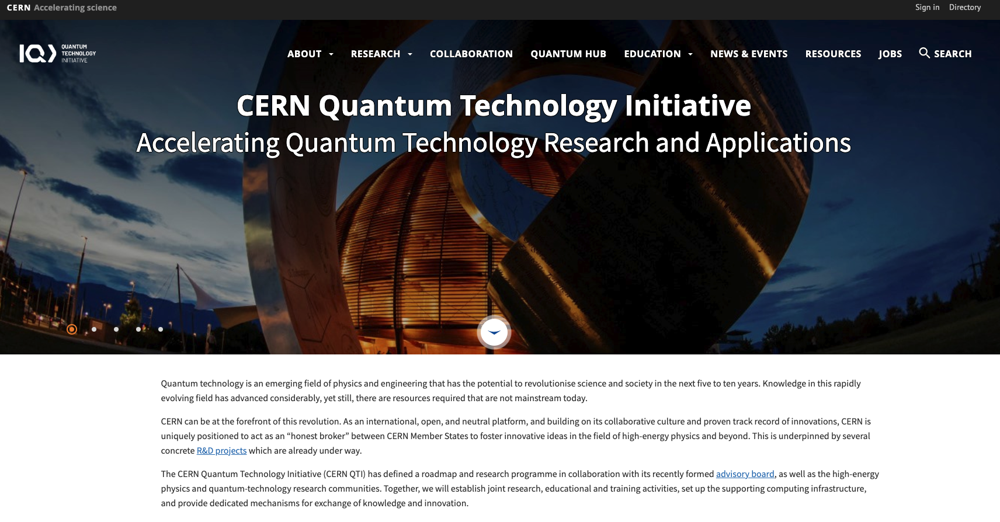 CERN Accelerating science
Sign in Directory
QUANTUM
TECHNOLOGY
INITIATIVE
ABOUT RESEARCH COLLABORATION QUANTUM HUB EDUCATION NEWS & EVENTS RESOURCES JOBS SEARCH
CERN Quantum Technology Initiative
Accelerating Quantum Technology Research and Applications
Quantum technology is an emerging field of physics and engineering that has the potential to revolutionise science and society in the next five to ten years. Knowledge in this rapidly
evolving field has advanced considerably, yet still, there are resources required that are not mainstream today.
CERN can be at the forefront of this revolution. As an international, open, and neutral platform, and building on its collaborative culture and proven track record of innovations, CERN is
uniquely positioned to act as an “honest broker” between CERN Member States to foster innovative ideas in the field of high-energy physics and beyond. This is underpinned by several
concrete R&D projects which are already under way.
The CERN Quantum Technology Initiative (CERN QTI) has defined a roadmap and research programme in collaboration with its recently formed advisory board, as well as the high-energy
physics and quantum-technology research communities. Together, we will establish joint research, educational and training activities, set up the supporting computing infrastructure,
and provide dedicated mechanisms for exchange of knowledge and innovation.